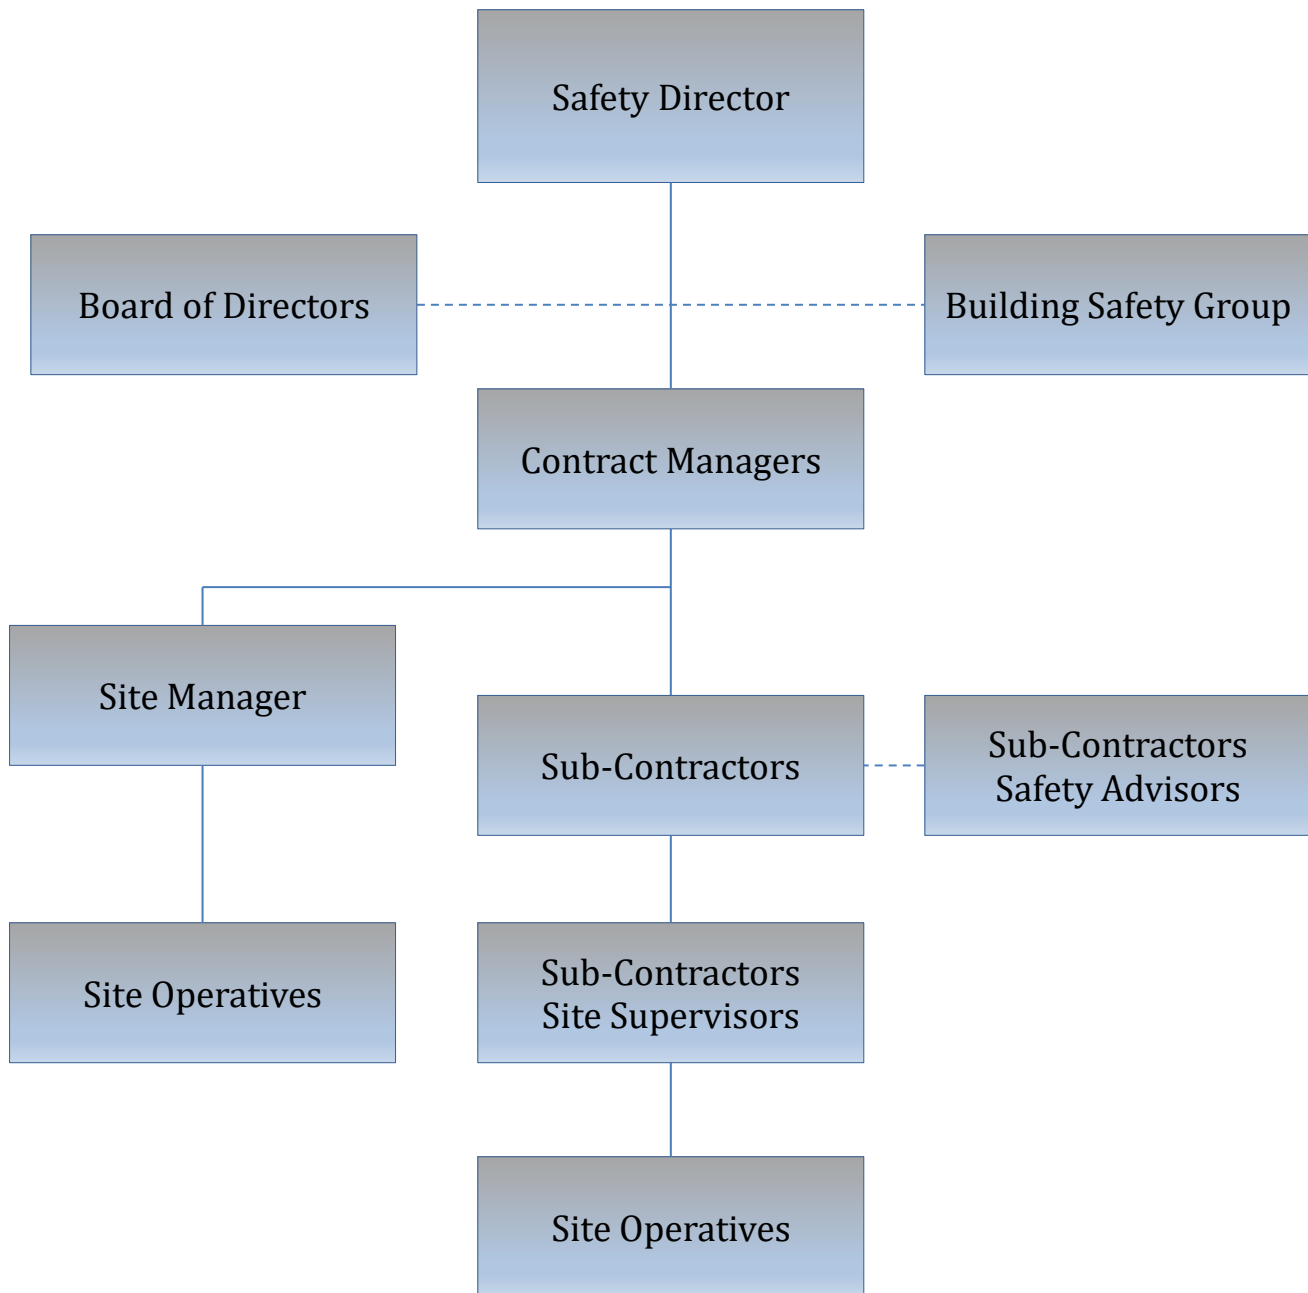 Safety Director
Board of Directors
Building Safety Group
Contract Managers
Site Manager
Sub-Contractors
Sub-Contractors
Safety Advisors
Site Operatives
Sub-Contractors
Site Supervisors
Site Operatives